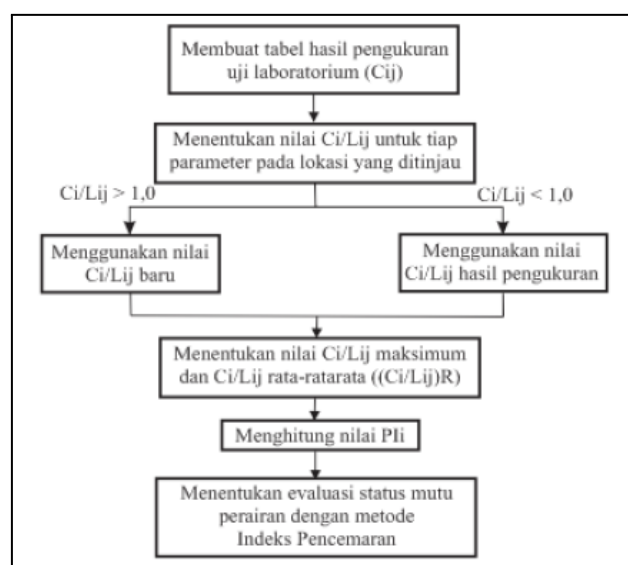 Membuat tabel hasil pengukuran
uji laboratorium (Cij)
Menentukan nilai Ci/Lij untuk tiap
parameter pada lokasi yang ditinjau
Ci/Lij > 1,0
Ci/Lij < 1,0
Menggunakan nilai
Ci/Lij baru
Menggunakan nilai
Ci/Lij hasil pengukuran
Menentukan nilai Ci/Lij maksimum
dan Ci/Lij rata-ratarata ((Ci/Lij)R)
Menghitung nilai PIi
Menentukan evaluasi status mutu
perairan dengan metode
Indeks Pencemaran